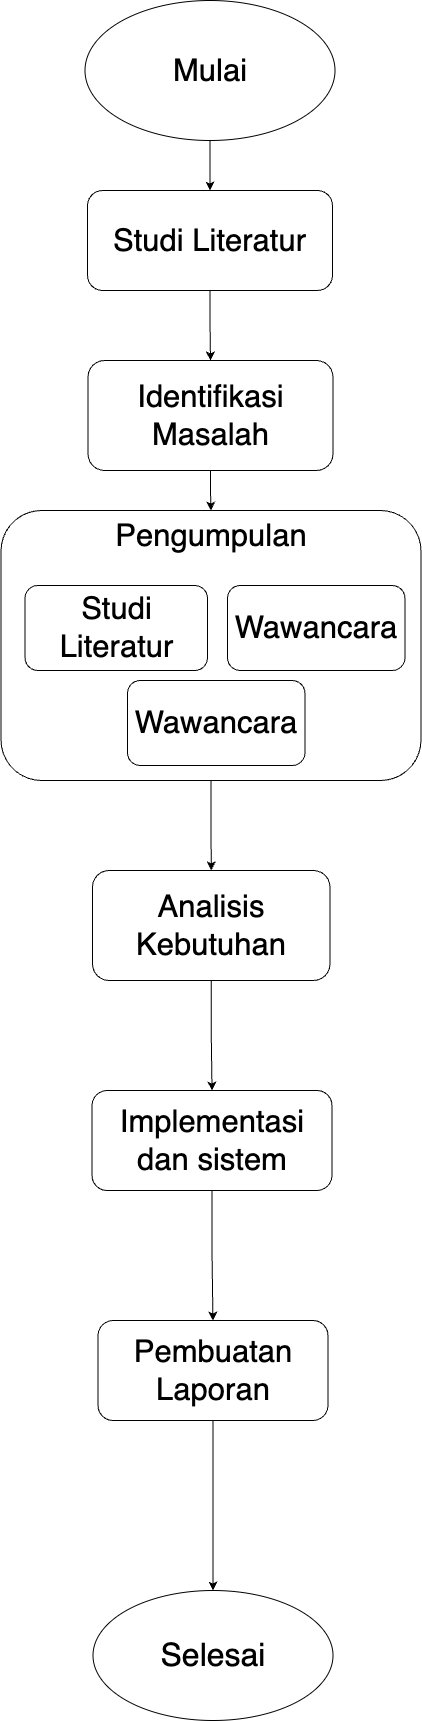 Mulai
Studi Literatur
Identifikasi
Masalah
Pengumpulan
Studi
Literatur
Wawancara
Wawancara
Analisis
Kebutuhan
Implementasi
dan sistem
Pembuatan
Laporan
Selesai